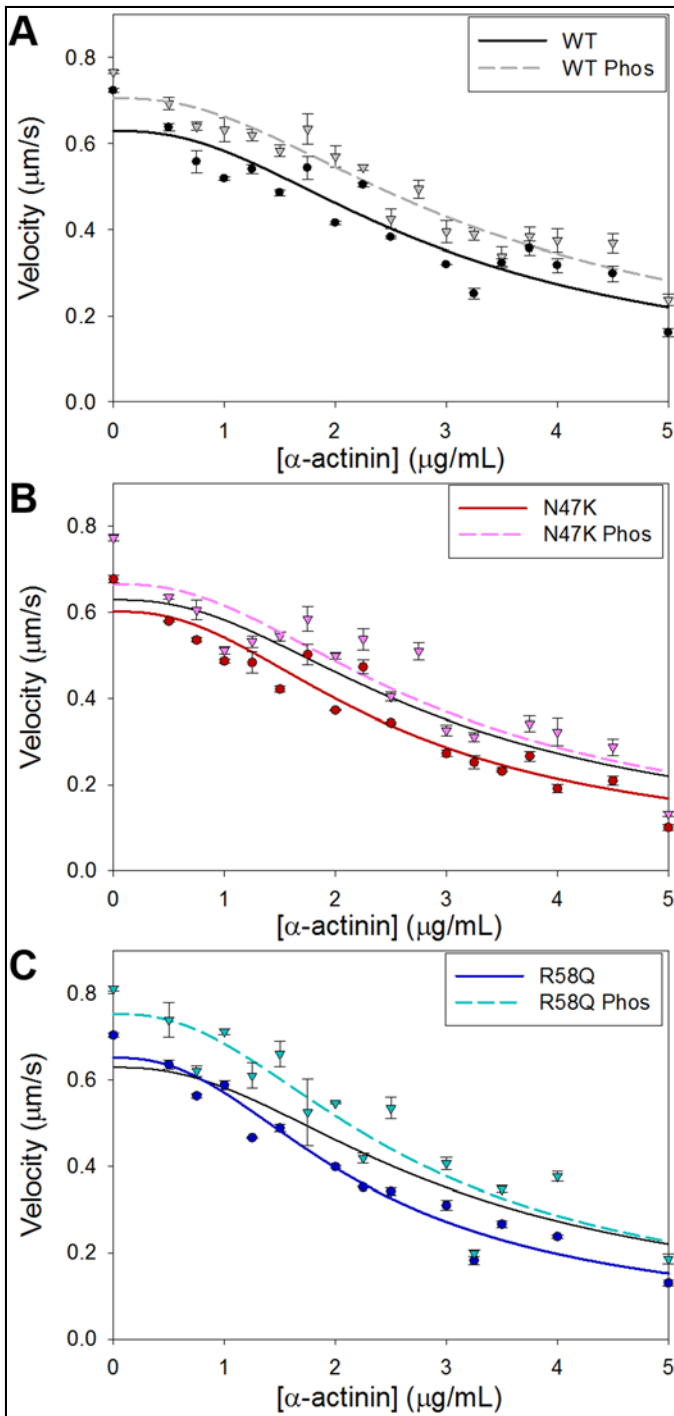 A
WT
WT Phos
0.8
0.6
0.4
0.2
0.0
Velocity (μm/s)
0 1 2 3 4 5
[α-actinin] (μg/mL)
B
N47K
N47K Phos
0.8
0.6
0.4
0.2
0.0
Velocity (μm/s)
0 1 2 3 4 5
[α-actinin] (μg/mL)
C
R58Q
R58Q Phos
0.8
0.6
0.4
0.2
0.0
Velocity (μm/s)
0 1 2 3 4 5
[α-actinin] (μg/mL)